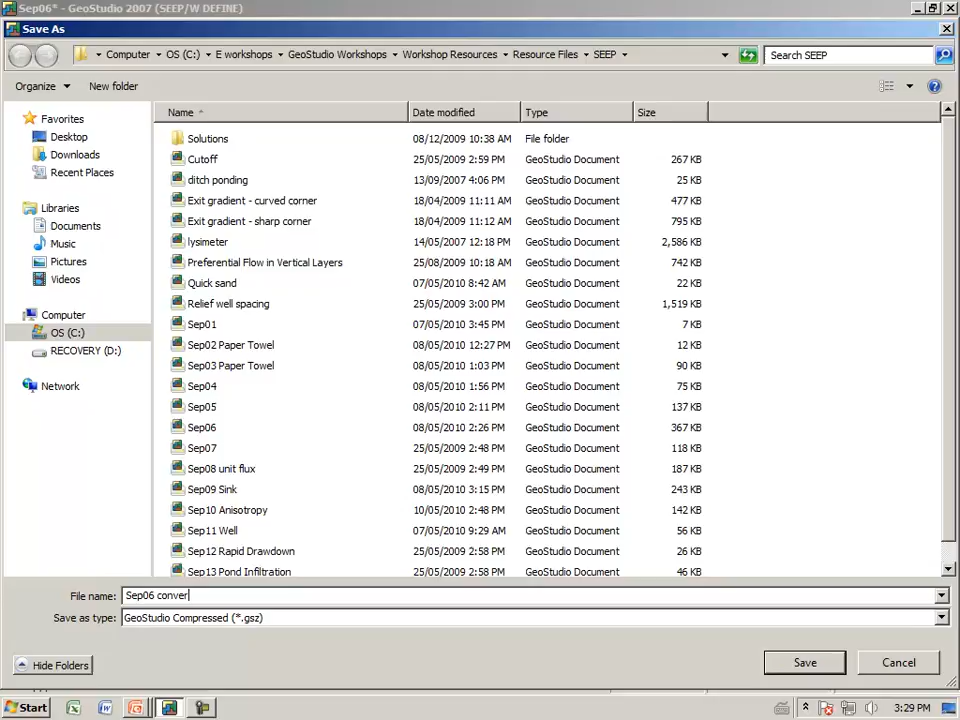 Sep06* - GeoStudio 2007 (SEEP/W DEFINE)
Save As
Computer OS (C:) E workshops GeoStudio Workshops Workshop Resources Resource Files SEEP Search SEEP
Organize New folder
Name Date modified Type Size
Favorites
Desktop
Downloads
Recent Places
Libraries
Documents
Music
Pictures
Videos
Computer
OS (C:)
RECOVERY (D:)
Network
Solutions 08/12/2009 10:38 AM File folder
Cutoff 25/05/2009 2:59 PM GeoStudio Document 267 KB
ditch ponding 13/09/2007 4:06 PM GeoStudio Document 25 KB
Exit gradient - curved corner 18/04/2009 11:11 AM GeoStudio Document 477 KB
Exit gradient - sharp corner 18/04/2009 11:12 AM GeoStudio Document 795 KB
lysimeter 14/05/2007 12:18 PM GeoStudio Document 2,586 KB
Preferential Flow in Vertical Layers 25/08/2009 10:18 AM GeoStudio Document 742 KB
Quick sand 07/05/2010 8:42 AM GeoStudio Document 22 KB
Relief well spacing 25/05/2009 3:00 PM GeoStudio Document 1,519 KB
Sep01 07/05/2010 3:45 PM GeoStudio Document 7 KB
Sep02 Paper Towel 08/05/2010 12:27 PM GeoStudio Document 12 KB
Sep03 Paper Towel 08/05/2010 1:03 PM GeoStudio Document 90 KB
Sep04 08/05/2010 1:56 PM GeoStudio Document 75 KB
Sep05 08/05/2010 2:11 PM GeoStudio Document 137 KB
Sep06 08/05/2010 2:26 PM GeoStudio Document 367 KB
Sep07 25/05/2009 2:48 PM GeoStudio Document 118 KB
Sep08 unit flux 25/05/2009 2:49 PM GeoStudio Document 187 KB
Sep09 Sink 08/05/2010 3:15 PM GeoStudio Document 243 KB
Sep10 Anisotropy 10/05/2010 2:48 PM GeoStudio Document 142 KB
Sep11 Well 07/05/2010 9:29 AM GeoStudio Document 56 KB
Sep12 Rapid Drawdown 25/05/2009 2:58 PM GeoStudio Document 26 KB
Sep13 Pond Infiltration 25/05/2009 2:58 PM GeoStudio Document 46 KB
File name: Sep06 conver
Save as type: GeoStudio Compressed (*.gsz)
Hide Folders Save Cancel
Start 3:29 PM